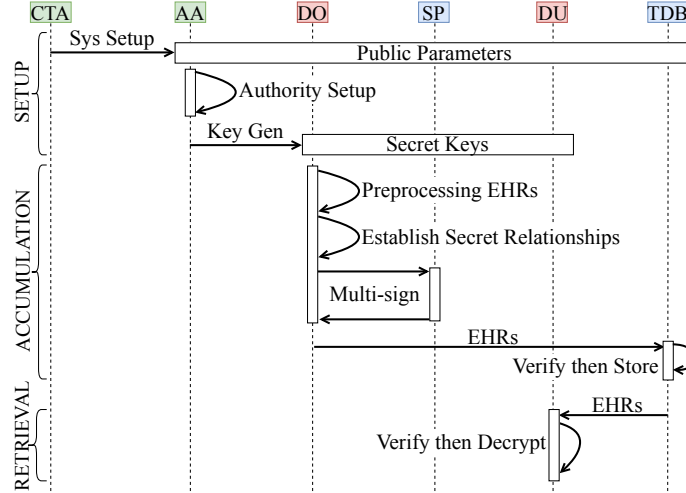 CTA AA DO SP DU TDB
Sys Setup
Public Parameters
SETUP
Authority Setup
Key Gen
Secret Keys
ACCUMULATION
Preprocessing EHRs
Establish Secret Relationships
Multi-sign
EHRs
Verify then Store
RETRIEVAL
EHRs
Verify then Decrypt